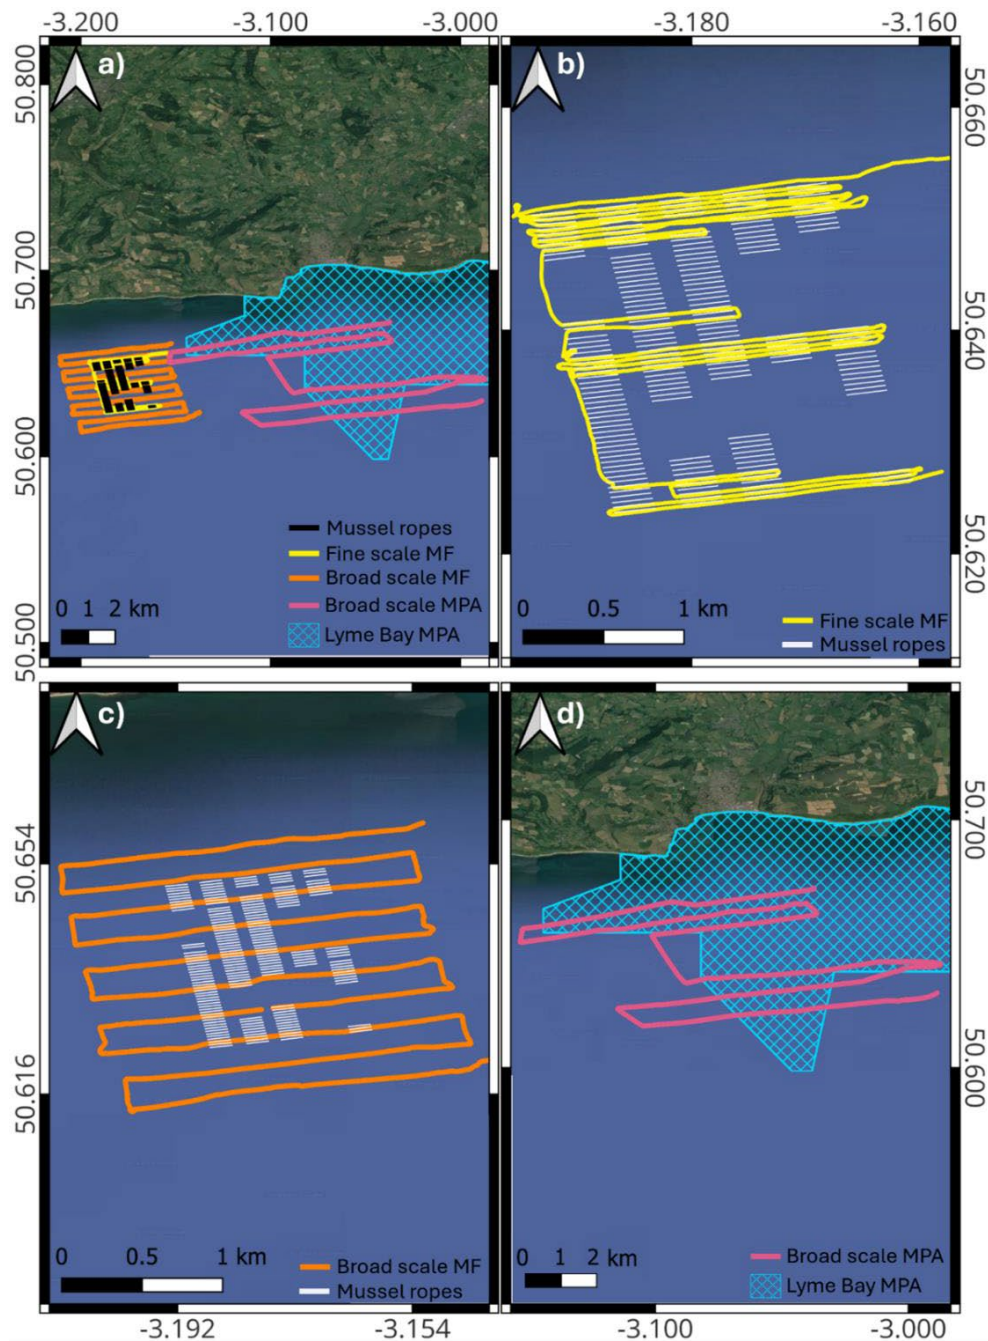 -3.200 -3.100 -3.000
-3.180 -3.160
a)
b)
50.800
50.700
50.600
50.500
50.660
50.640
50.620
Mussel ropes
Fine scale MF
Broad scale MF
Broad scale MPA
Lyme Bay MPA
0 1 2 km
0 0.5 1 km
Fine scale MF
Mussel ropes
c)
d)
50.654
50.616
50.700
50.600
0 0.5 1 km
Broad scale MF
Mussel ropes
0 1 2 km
Broad scale MPA
Lyme Bay MPA
-3.192 -3.154
-3.100 -3.000